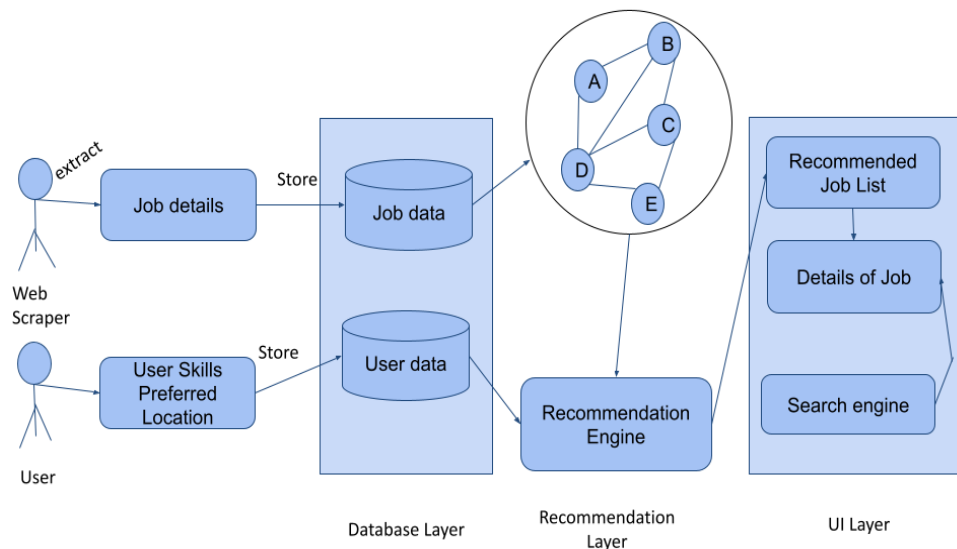 B
A
C
D
E
extract
Job details
Store
Job data
Recommended
Job List
Details of Job
Web
Scraper
User Skills
Preferred
Location
Store
User data
Recommendation
Engine
Search engine
User
Database Layer
Recommendation
Layer
UI Layer